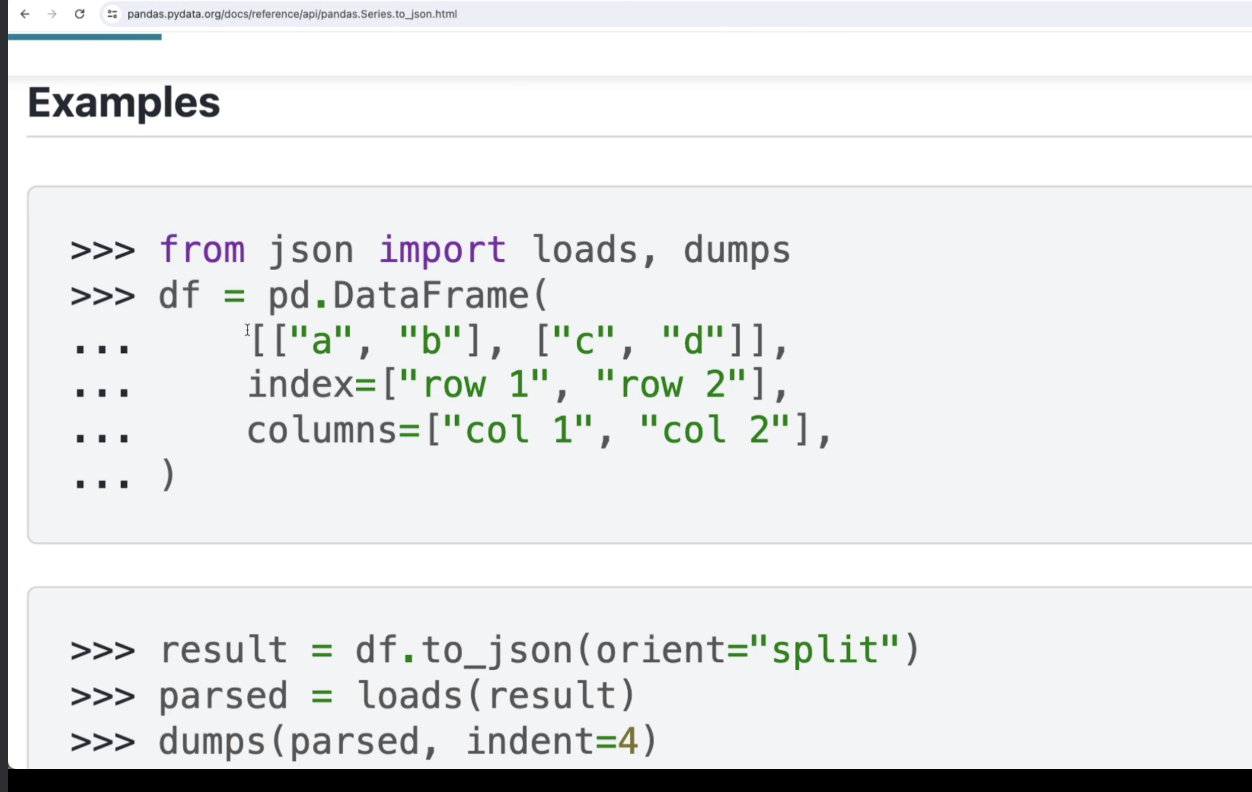 pandas.pydata.org/docs/reference/api/pandas.Series.to_json.html
Examples
>>> from json import loads, dumps
>>> df = pd.DataFrame(
...     [["a", "b"], ["c", "d"]],
...     index=["row 1", "row 2"],
...     columns=["col 1", "col 2"],
... )
>>> result = df.to_json(orient="split")
>>> parsed = loads(result)
>>> dumps(parsed, indent=4)